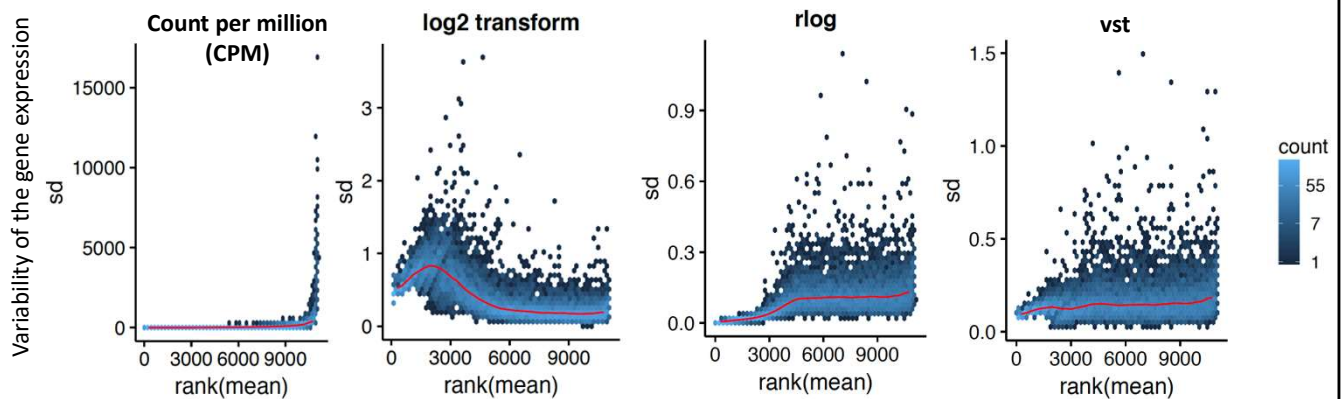 Variability of the gene expression
Count per million
(CPM)
sd
15000
10000
5000
0
0 3000 6000 9000
rank(mean)
log2 transform
sd
3
2
1
0
0 3000 6000 9000
rank(mean)
rlog
sd
0.9
0.6
0.3
0.0
0 3000 6000 9000
rank(mean)
vst
sd
1.5
1.0
0.5
0.0
0 3000 6000 9000
rank(mean)
count
55
7
1